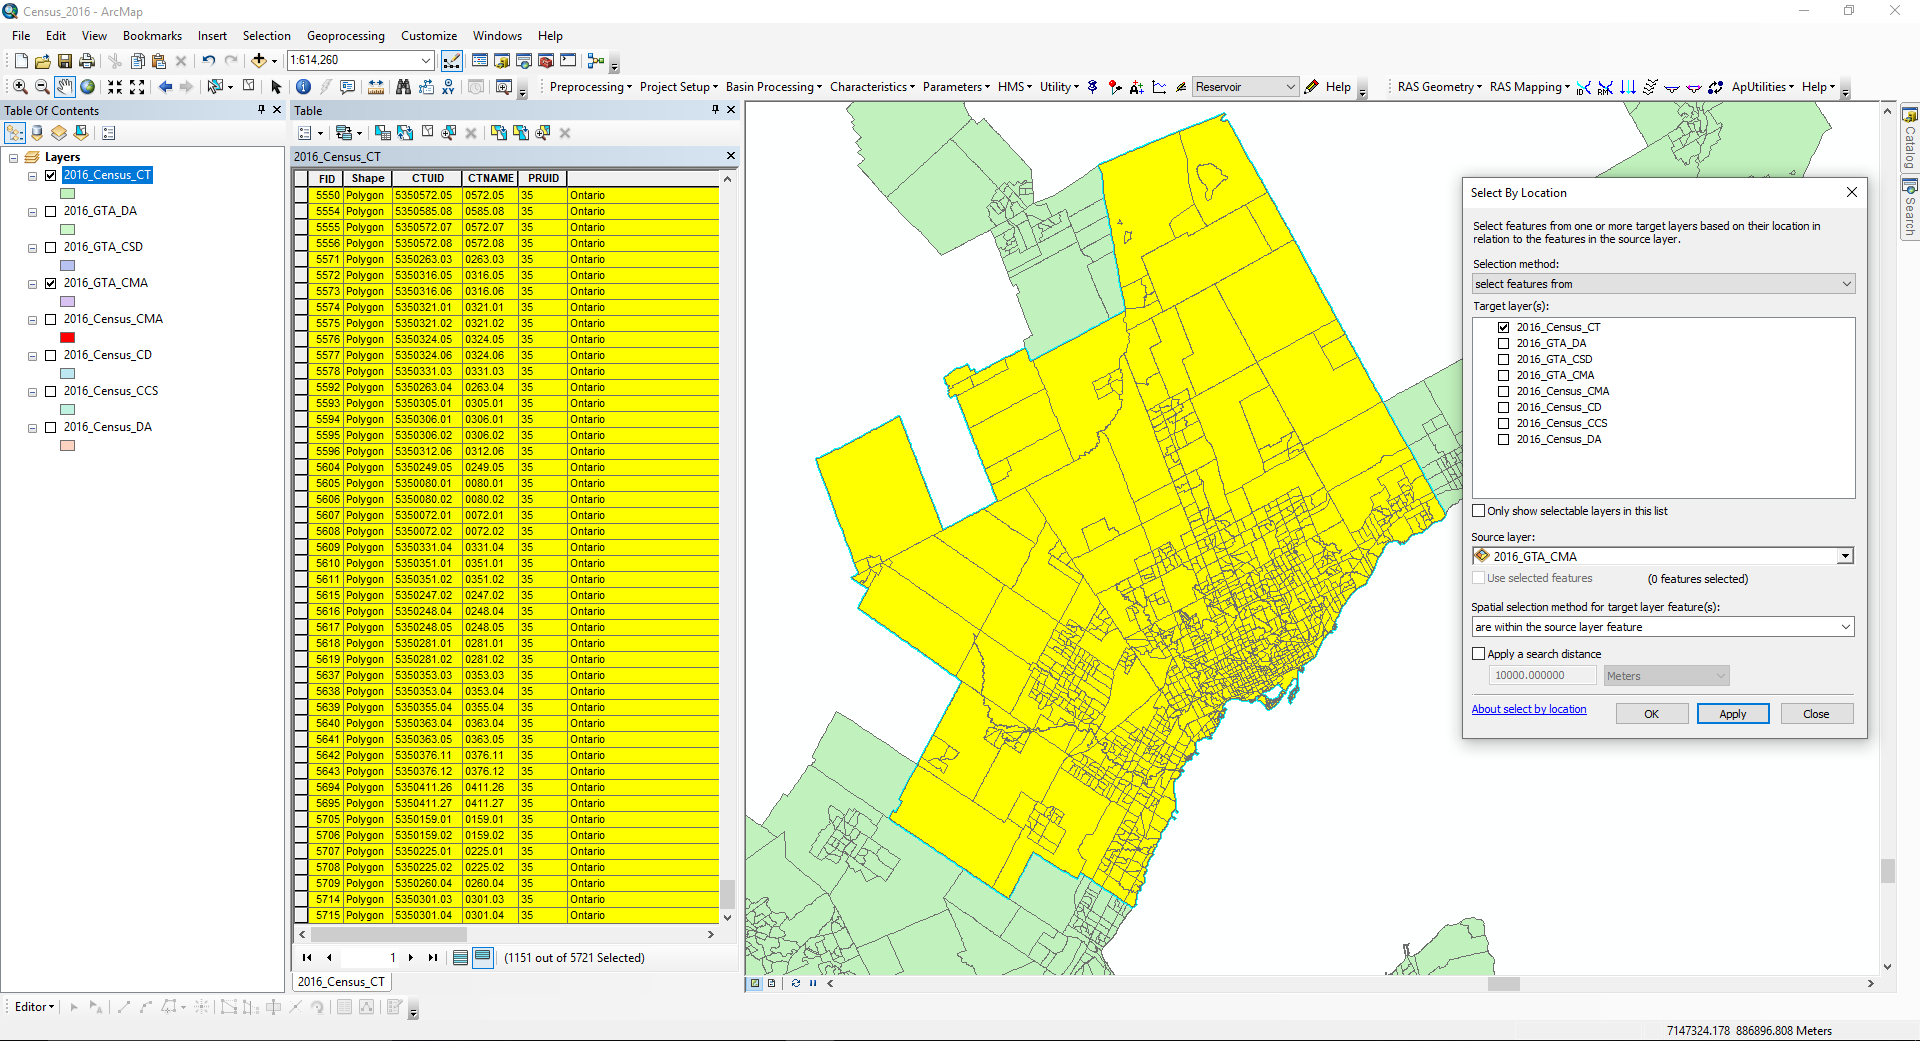 Census_2016 - ArcMap
File Edit View Bookmarks Insert Selection Geoprocessing Customize Windows Help
1:614,260
Preprocessing Project Setup Basin Processing Characteristics Parameters HMS Utility Reservoir Help RAS Geometry RAS Mapping ApUtilities Help
Table Of Contents
Layers
2016_Census_CT
2016_GTA_DA
2016_GTA_CSD
2016_GTA_CMA
2016_Census_CMA
2016_Census_CD
2016_Census_CCS
2016_Census_DA
Table
2016_Census_CT
FID Shape CTUID CTNAME PRUID
5550 Polygon 5350572.05 0572.05 35 Ontario
5554 Polygon 5350585.08 0585.08 35 Ontario
5555 Polygon 5350572.07 0572.07 35 Ontario
5556 Polygon 5350572.08 0572.08 35 Ontario
5571 Polygon 5350263.03 0263.03 35 Ontario
5572 Polygon 5350316.05 0316.05 35 Ontario
5573 Polygon 5350316.06 0316.06 35 Ontario
5574 Polygon 5350321.01 0321.01 35 Ontario
5575 Polygon 5350321.02 0321.02 35 Ontario
5576 Polygon 5350324.05 0324.05 35 Ontario
5577 Polygon 5350324.06 0324.06 35 Ontario
5578 Polygon 5350331.03 0331.03 35 Ontario
5592 Polygon 5350263.04 0263.04 35 Ontario
5593 Polygon 5350305.01 0305.01 35 Ontario
5594 Polygon 5350306.01 0306.01 35 Ontario
5595 Polygon 5350306.02 0306.02 35 Ontario
5596 Polygon 5350312.06 0312.06 35 Ontario
5604 Polygon 5350249.05 0249.05 35 Ontario
5605 Polygon 5350080.01 0080.01 35 Ontario
5606 Polygon 5350080.02 0080.02 35 Ontario
5607 Polygon 5350072.01 0072.01 35 Ontario
5608 Polygon 5350072.02 0072.02 35 Ontario
5609 Polygon 5350331.04 0331.04 35 Ontario
5610 Polygon 5350351.01 0351.01 35 Ontario
5611 Polygon 5350351.02 0351.02 35 Ontario
5615 Polygon 5350247.02 0247.02 35 Ontario
5616 Polygon 5350248.04 0248.04 35 Ontario
5617 Polygon 5350248.05 0248.05 35 Ontario
5618 Polygon 5350281.01 0281.01 35 Ontario
5619 Polygon 5350281.02 0281.02 35 Ontario
5637 Polygon 5350353.03 0353.03 35 Ontario
5638 Polygon 5350353.04 0353.04 35 Ontario
5639 Polygon 5350355.04 0355.04 35 Ontario
5640 Polygon 5350363.04 0363.04 35 Ontario
5641 Polygon 5350363.05 0363.05 35 Ontario
5642 Polygon 5350376.11 0376.11 35 Ontario
5643 Polygon 5350376.12 0376.12 35 Ontario
5694 Polygon 5350411.26 0411.26 35 Ontario
5695 Polygon 5350411.27 0411.27 35 Ontario
5705 Polygon 5350159.01 0159.01 35 Ontario
5706 Polygon 5350159.02 0159.02 35 Ontario
5707 Polygon 5350225.01 0225.01 35 Ontario
5708 Polygon 5350225.02 0225.02 35 Ontario
5709 Polygon 5350260.04 0260.04 35 Ontario
5714 Polygon 5350301.03 0301.03 35 Ontario
5715 Polygon 5350301.04 0301.04 35 Ontario
1 (1151 out of 5721 Selected)
2016_Census_CT
Select By Location
Select features from one or more target layers based on their location in
relation to the features in the source layer.
Selection method:
select features from
Target layer(s):
2016_Census_CT
2016_GTA_DA
2016_GTA_CSD
2016_GTA_CMA
2016_Census_CMA
2016_Census_CD
2016_Census_CCS
2016_Census_DA
Only show selectable layers in this list
Source layer:
2016_GTA_CMA
Use selected features (0 features selected)
Spatial selection method for target layer feature(s):
are within the source layer feature
Apply a search distance
10000.000000 Meters
About select by location OK Apply Close
Catalog
Search
Editor
7147324.178 886896.808 Meters